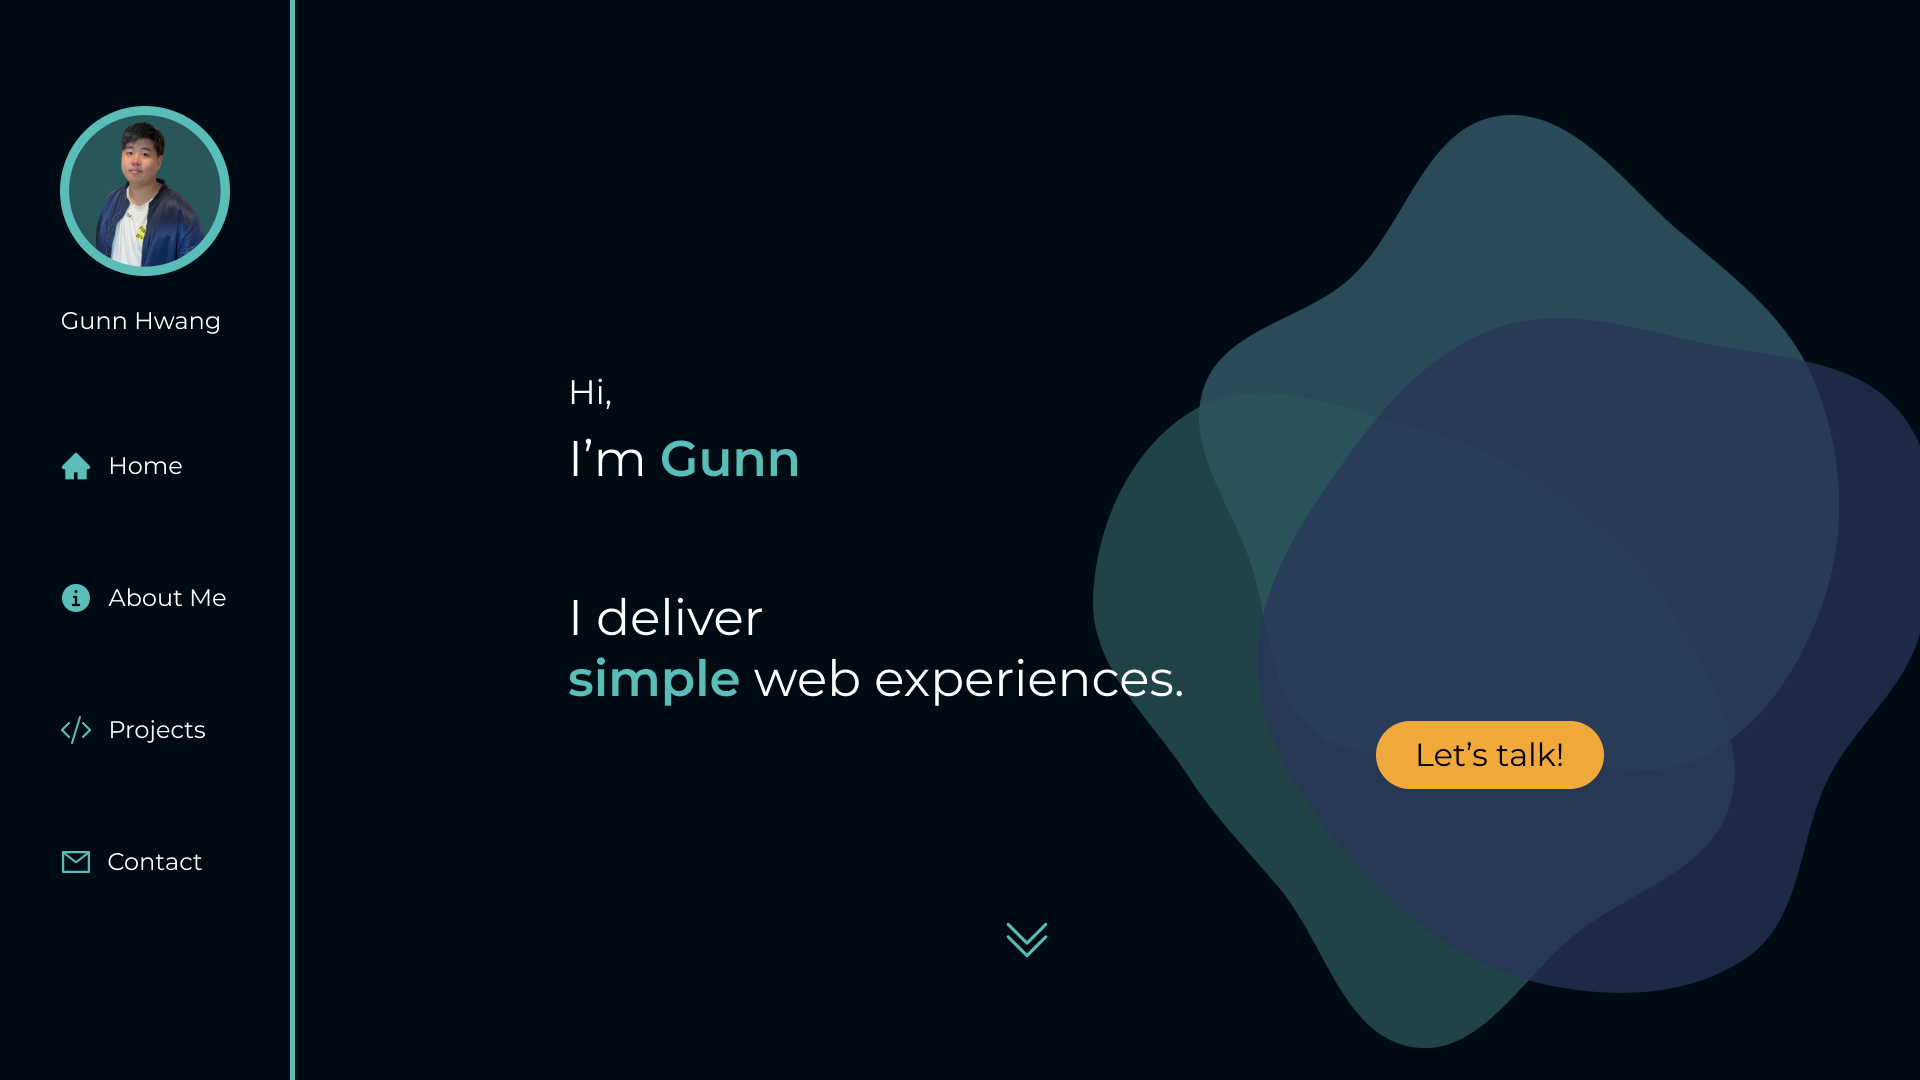 Gunn Hwang
Home
About Me
Projects
Contact
Hi,
I’m Gunn
I deliver
simple web experiences.
Let’s talk!